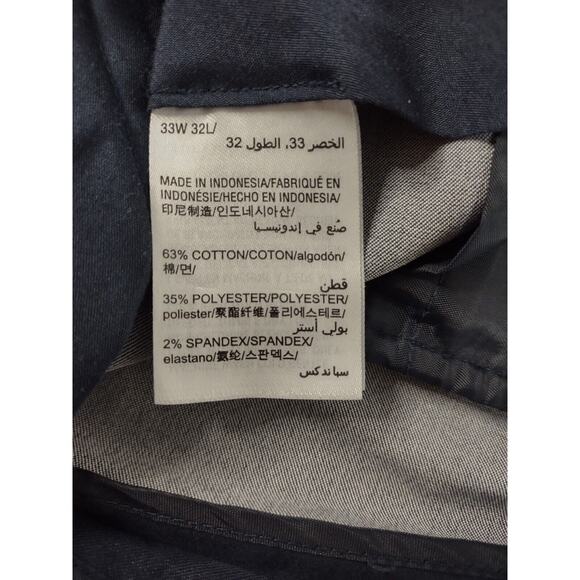 33W 32L/
الخصر 33، الطول 32
MADE IN INDONESIA/FABRIQUÉ EN
INDONÉSIE/HECHO EN INDONESIA/
印尼制造/인도네시아산/
صُنع في إندونيسيا
63% COTTON/COTON/algodón/
棉/면/
قطن
35% POLYESTER/POLYESTER/
poliester/聚酯纤维/폴리에스테르/
بولي أستر
2% SPANDEX/SPANDEX/
elastano/氨纶/스판덱스/
سباندكس